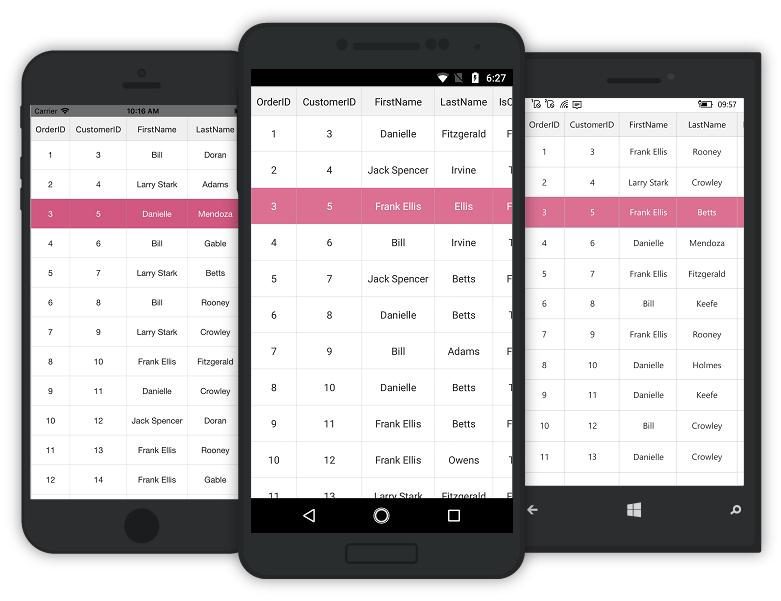 Carrier 10:16 AM
OrderID CustomerID FirstName LastName
1 3 Bill Doran
2 4 Larry Stark Adams
3 5 Danielle Mendoza
4 6 Bill Gable
5 7 Larry Stark Betts
6 8 Bill Rooney
7 9 Larry Stark Crowley
8 10 Frank Ellis Fitzgerald
9 11 Danielle Crowley
10 12 Jack Spencer Doran
11 13 Frank Ellis Rooney
12 14 Frank Ellis Gable
6:27
OrderID CustomerID FirstName LastName
1 3 Danielle Fitzgerald
2 4 Jack Spencer Irvine
3 5 Frank Ellis Ellis
4 6 Bill Irvine
5 7 Jack Spencer Betts
6 8 Danielle Betts
7 9 Bill Adams
8 10 Danielle Betts
9 11 Frank Ellis Betts
10 12 Frank Ellis Owens
11 13 Larry Stark Fitzgerald
09:57
OrderID CustomerID FirstName LastName
1 3 Frank Ellis Rooney
2 4 Larry Stark Crowley
3 5 Frank Ellis Betts
4 6 Danielle Mendoza
5 7 Frank Ellis Fitzgerald
6 8 Bill Keefe
7 9 Frank Ellis Rooney
8 10 Danielle Holmes
9 11 Danielle Keefe
10 12 Bill Crowley
11 13 Danielle Crowley